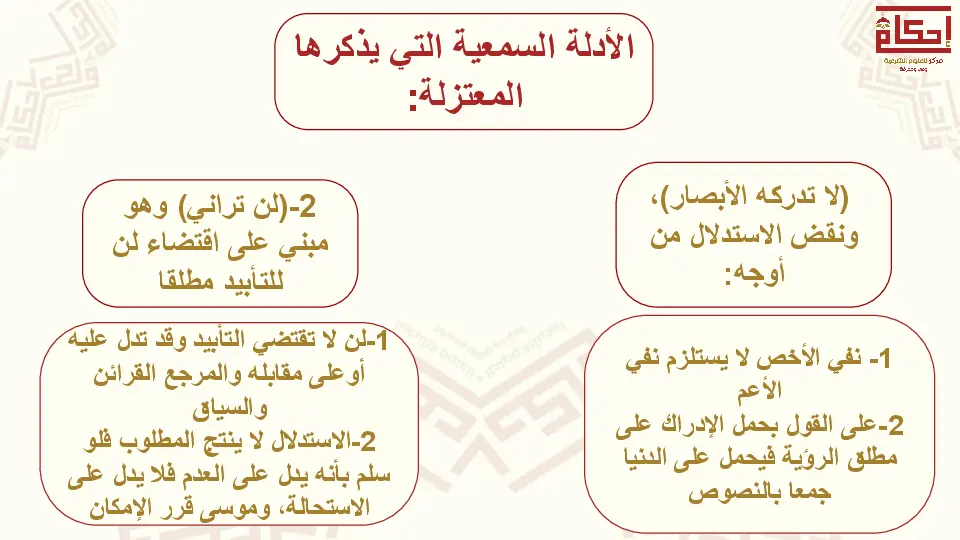 إحكام
مركز للعلوم الشرعية
الأدلة السمعية التي يذكرها
المعتزلة:
(لا تدركه الأبصار)،
ونقض الاستدلال من
أوجه:
1- نفي الأخص لا يستلزم نفي
الأعم
2-على القول بحمل الإدراك على
مطلق الرؤية فيحمل على الدنيا
جمعا بالنصوص
2-(لن تراني) وهو
مبني على اقتضاء لن
للتأبيد مطلقا
1-لن لا تقتضي التأبيد وقد تدل عليه
أوعلى مقابله والمرجع القرائن
والسياق
2-الاستدلال لا ينتج المطلوب فلو
سلم بأنه يدل على العدم فلا يدل على
الاستحالة، وموسى قرر الإمكان